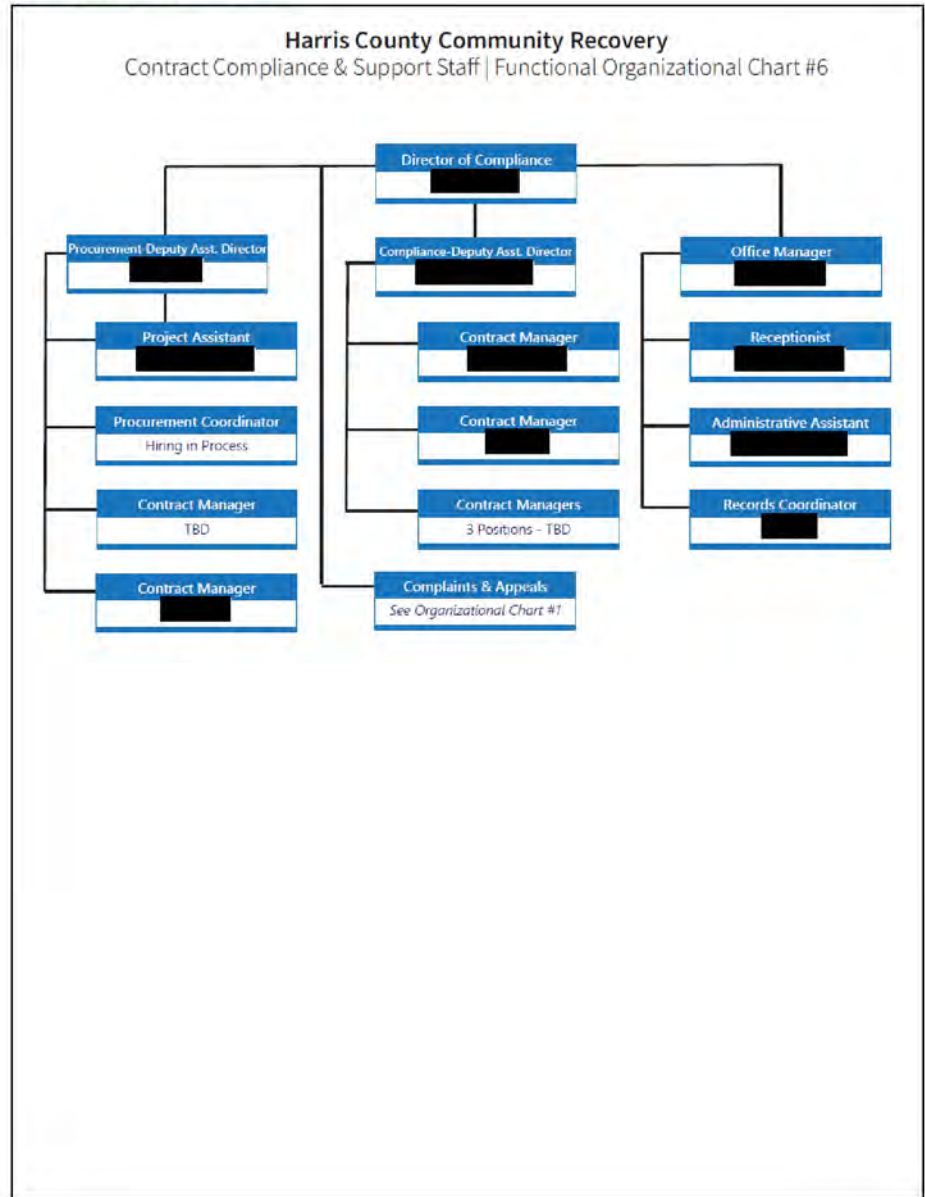 Harris County Community Recovery
Contract Compliance & Support Staff | Functional Organizational Chart #6
Director of Compliance
Procurement-Deputy Asst. Director
Compliance-Deputy Asst. Director
Office Manager
Project Assistant
Contract Manager
Receptionist
Procurement Coordinator
Hiring in Process
Contract Manager
Administrative Assistant
Contract Manager
TBD
Contract Managers
3 Positions - TBD
Records Coordinator
Contract Manager
Complaints & Appeals
See Organizational Chart #1